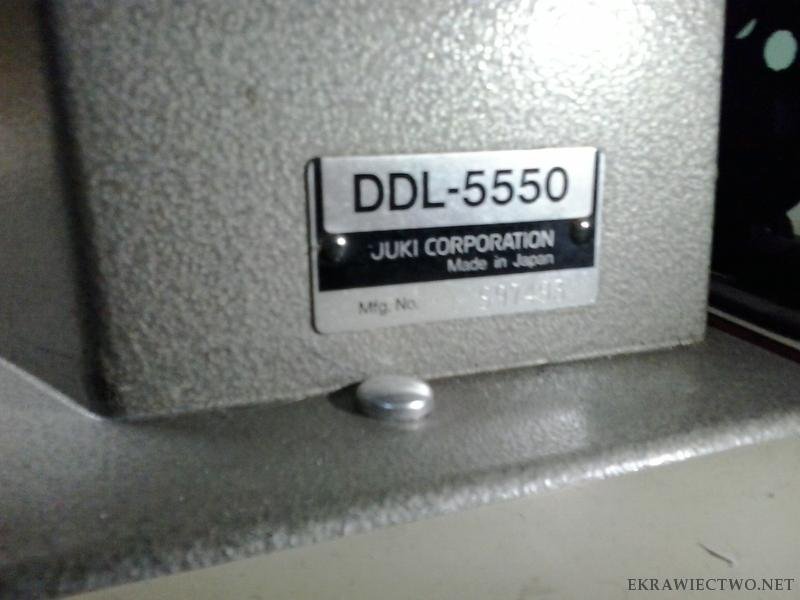 DDL-5550
JUKI CORPORATION
Made in Japan
Mfg. No.
EKRAWIECTWO.NET